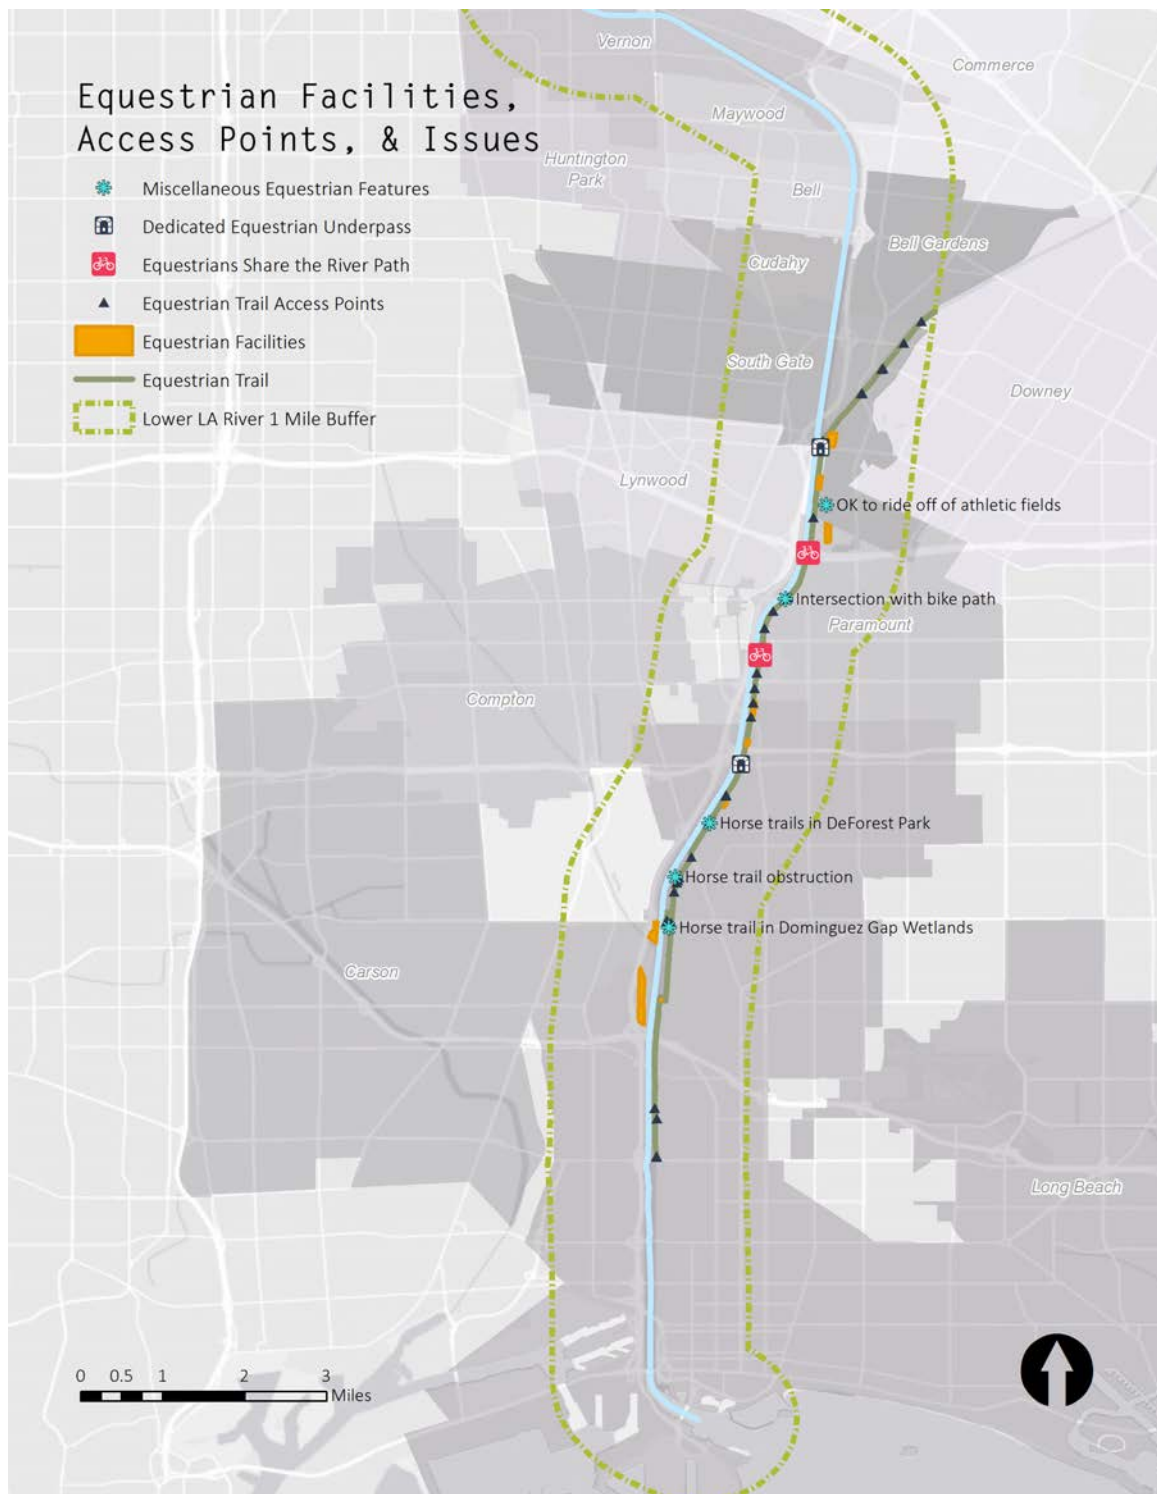 Vernon
Commerce
Equestrian Facilities,
Access Points, & Issues
Maywood
Huntington
Park
Bell
Miscellaneous Equestrian Features
Dedicated Equestrian Underpass
Bell Gardens
Cudahy
Equestrians Share the River Path
Equestrian Trail Access Points
Equestrian Facilities
South Gate
Equestrian Trail
Downey
Lower LA River 1 Mile Buffer
Lynwood
OK to ride off of athletic fields
Intersection with bike path
Paramount
Compton
Horse trails in DeForest Park
Horse trail obstruction
Horse trail in Dominguez Gap Wetlands
Carson
Long Beach
0 0.5 1 2 3
Miles